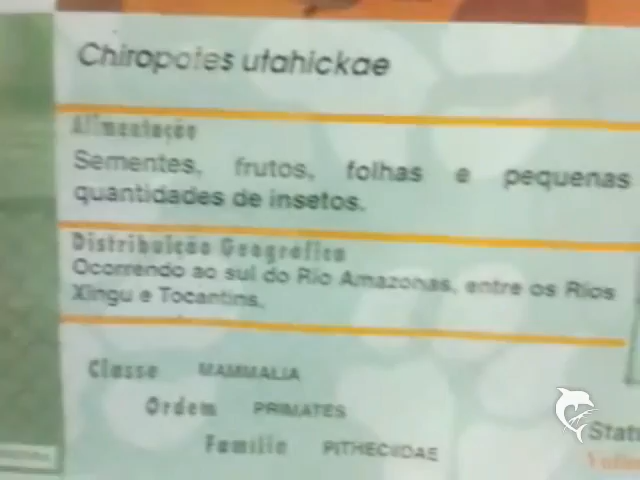 Chiropotes utahickae
Alimentação
Sementes, frutos, folhas e pequenas
quantidades de insetos.
Distribuição Geográfica
Ocorrendo ao sul do Rio Amazonas, entre os Rios
Xingu e Tocantins.
Classe MAMMALIA
Ordem PRIMATES
Família PITHECIIDAE
Statu